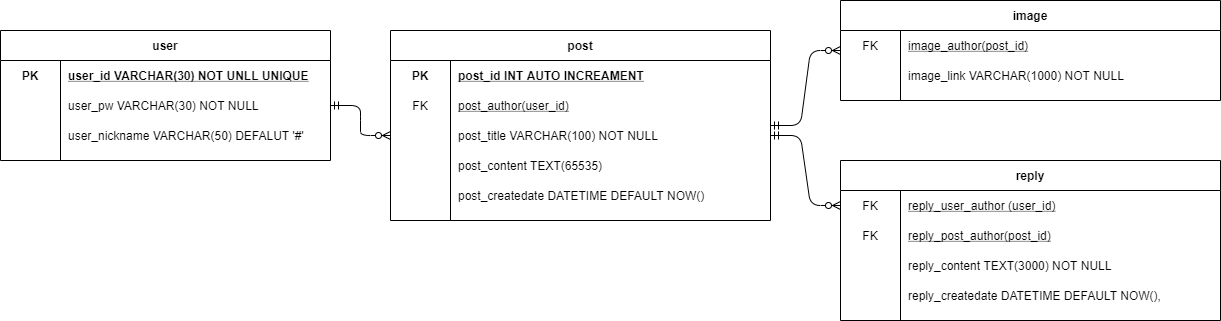 user
PK user_id VARCHAR(30) NOT UNLL UNIQUE
user_pw VARCHAR(30) NOT NULL
user_nickname VARCHAR(50) DEFALUT '#'
post
PK post_id INT AUTO INCREAMENT
FK post_author(user_id)
post_title VARCHAR(100) NOT NULL
post_content TEXT(65535)
post_createdate DATETIME DEFAULT NOW()
image
FK image_author(post_id)
image_link VARCHAR(1000) NOT NULL
reply
FK reply_user_author (user_id)
FK reply_post_author(post_id)
reply_content TEXT(3000) NOT NULL
reply_createdate DATETIME DEFAULT NOW(),